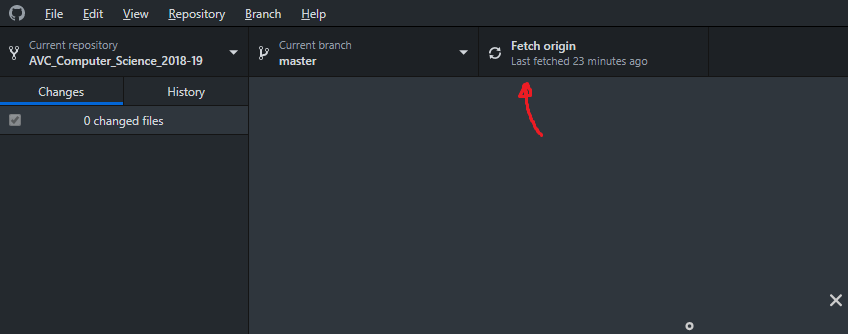 File Edit View Repository Branch Help
Current repository
AVC_Computer_Science_2018-19
Current branch
master
Fetch origin
Last fetched 23 minutes ago
Changes History
0 changed files